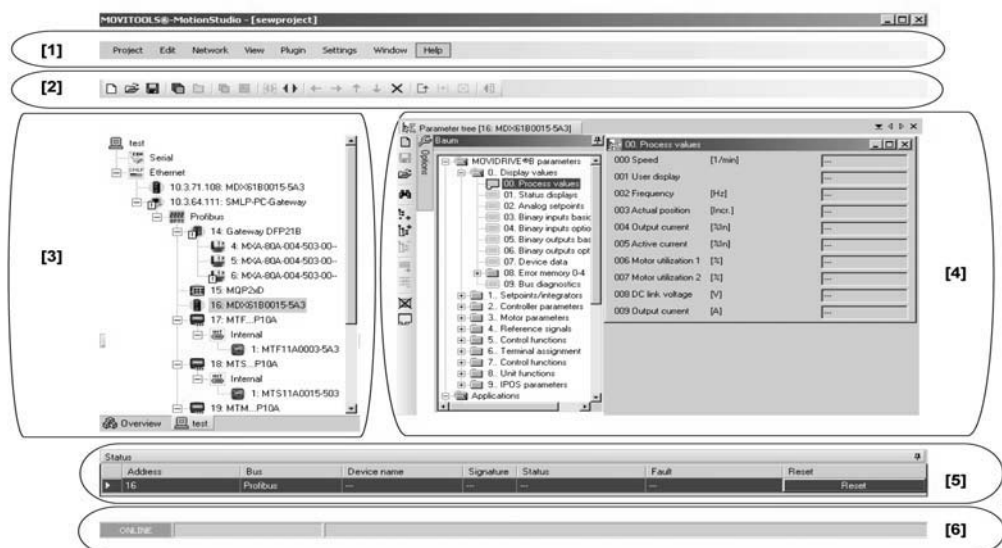 MOVITOOLS®-MotionStudio - [sewproject]
[1]
Project Edit Network View Plugin Settings Window Help
[2]
[3]
test
Serial
Ethernet
10.3.71.108: MDX61B0015-5A3
10.3.64.111: SMLP-PC-Gateway
Profibus
14: Gateway DFP21B
4: MXA-80A-004-503-00-
5: MXA-80A-004-503-00-
6: MXA-80A-004-503-00-
15: MQP2xD
16: MDX61B0015-5A3
17: MTF...P10A
Internal
1: MTF11A0003-5A3
18: MTS...P10A
Internal
1: MTS11A0015-503
19: MTM...P10A
Overview test
[4]
Parameter tree [16: MDX61B0015-5A3]
Options
Baum
MOVIDRIVE®B parameters
0.. Display values
00. Process values
01. Status displays
02. Analog setpoints
03. Binary inputs basic
04. Binary inputs optio
05. Binary outputs bas
06. Binary outputs opt
07. Device data
08. Error memory 0-4
09. Bus diagnostics
1.. Setpoints/integrators
2.. Controller parameters
3.. Motor parameters
4.. Reference signals
5.. Control functions
6.. Terminal assignment
7.. Control functions
8.. Unit functions
9.. IPOS parameters
Applications
00. Process values
000 Speed [1/min] ...
001 User display ...
002 Frequency [Hz] ...
003 Actual position [Incr.] ...
004 Output current [%In] ...
005 Active current [%In] ...
006 Motor utilization 1 [%] ...
007 Motor utilization 2 [%] ...
008 DC link voltage [V] ...
009 Output current [A] ...
[5]
Status
Address Bus Device name Signature Status Fault Reset
16 Profibus --- --- --- --- Reset
[6]
ONLINE